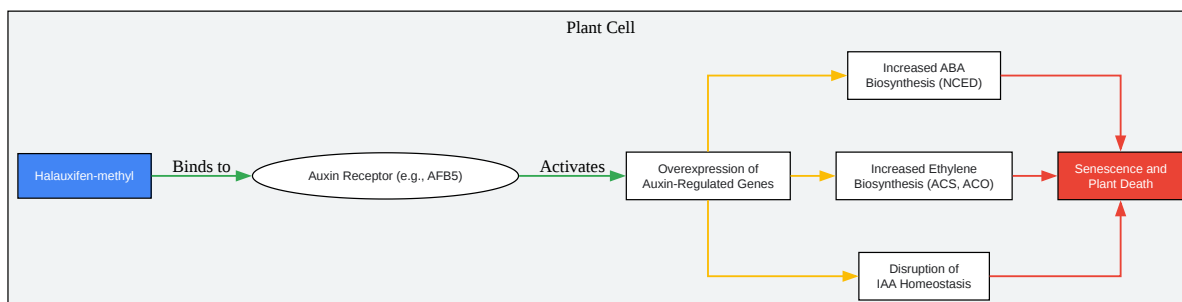 Plant Cell
Increased ABA
Biosynthesis (NCED)
Halauxifen-methyl
Binds to
Auxin Receptor (e.g., AFB5)
Activates
Overexpression of
Auxin-Regulated Genes
Increased Ethylene
Biosynthesis (ACS, ACO)
Senescence and
Plant Death
Disruption of
IAA Homeostasis